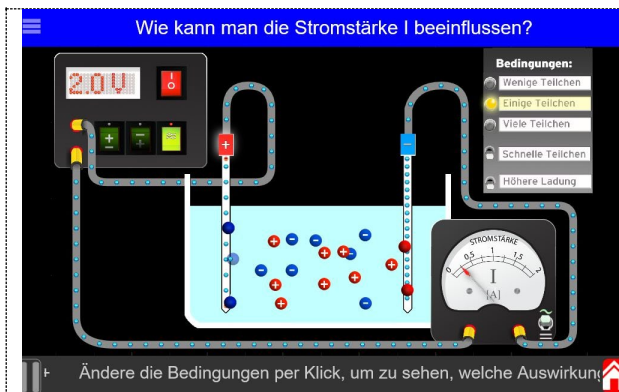 Wie kann man die Stromstärke I beeinflussen?
2.0 V
Bedingungen:
Wenige Teilchen
Einige Teilchen
Viele Teilchen
Schnelle Teilchen
Höhere Ladung
STROMSTÄRKE
0 0,5 1 1,5 2
I
[A]
Ändere die Bedingungen per Klick, um zu sehen, welche Auswirkung